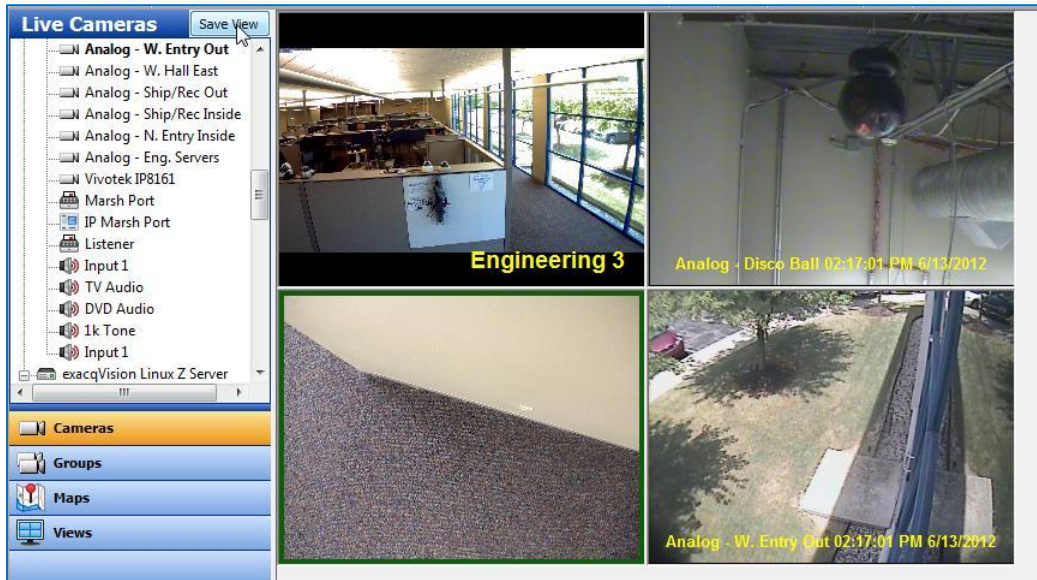 Live Cameras
Save View
Analog - W. Entry Out
Analog - W. Hall East
Analog - Ship/Rec Out
Analog - Ship/Rec Inside
Analog - N. Entry Inside
Analog - Eng. Servers
Vivotek IP8161
Marsh Port
IP Marsh Port
Listener
Input 1
TV Audio
DVD Audio
1k Tone
Input 1
exacqVision Linux Z Server
Cameras
Groups
Maps
Views
Engineering 3
Analog - Disco Ball 02:17:01 PM 6/13/2012
Analog - W. Entry Out 02:17:01 PM 6/13/2012